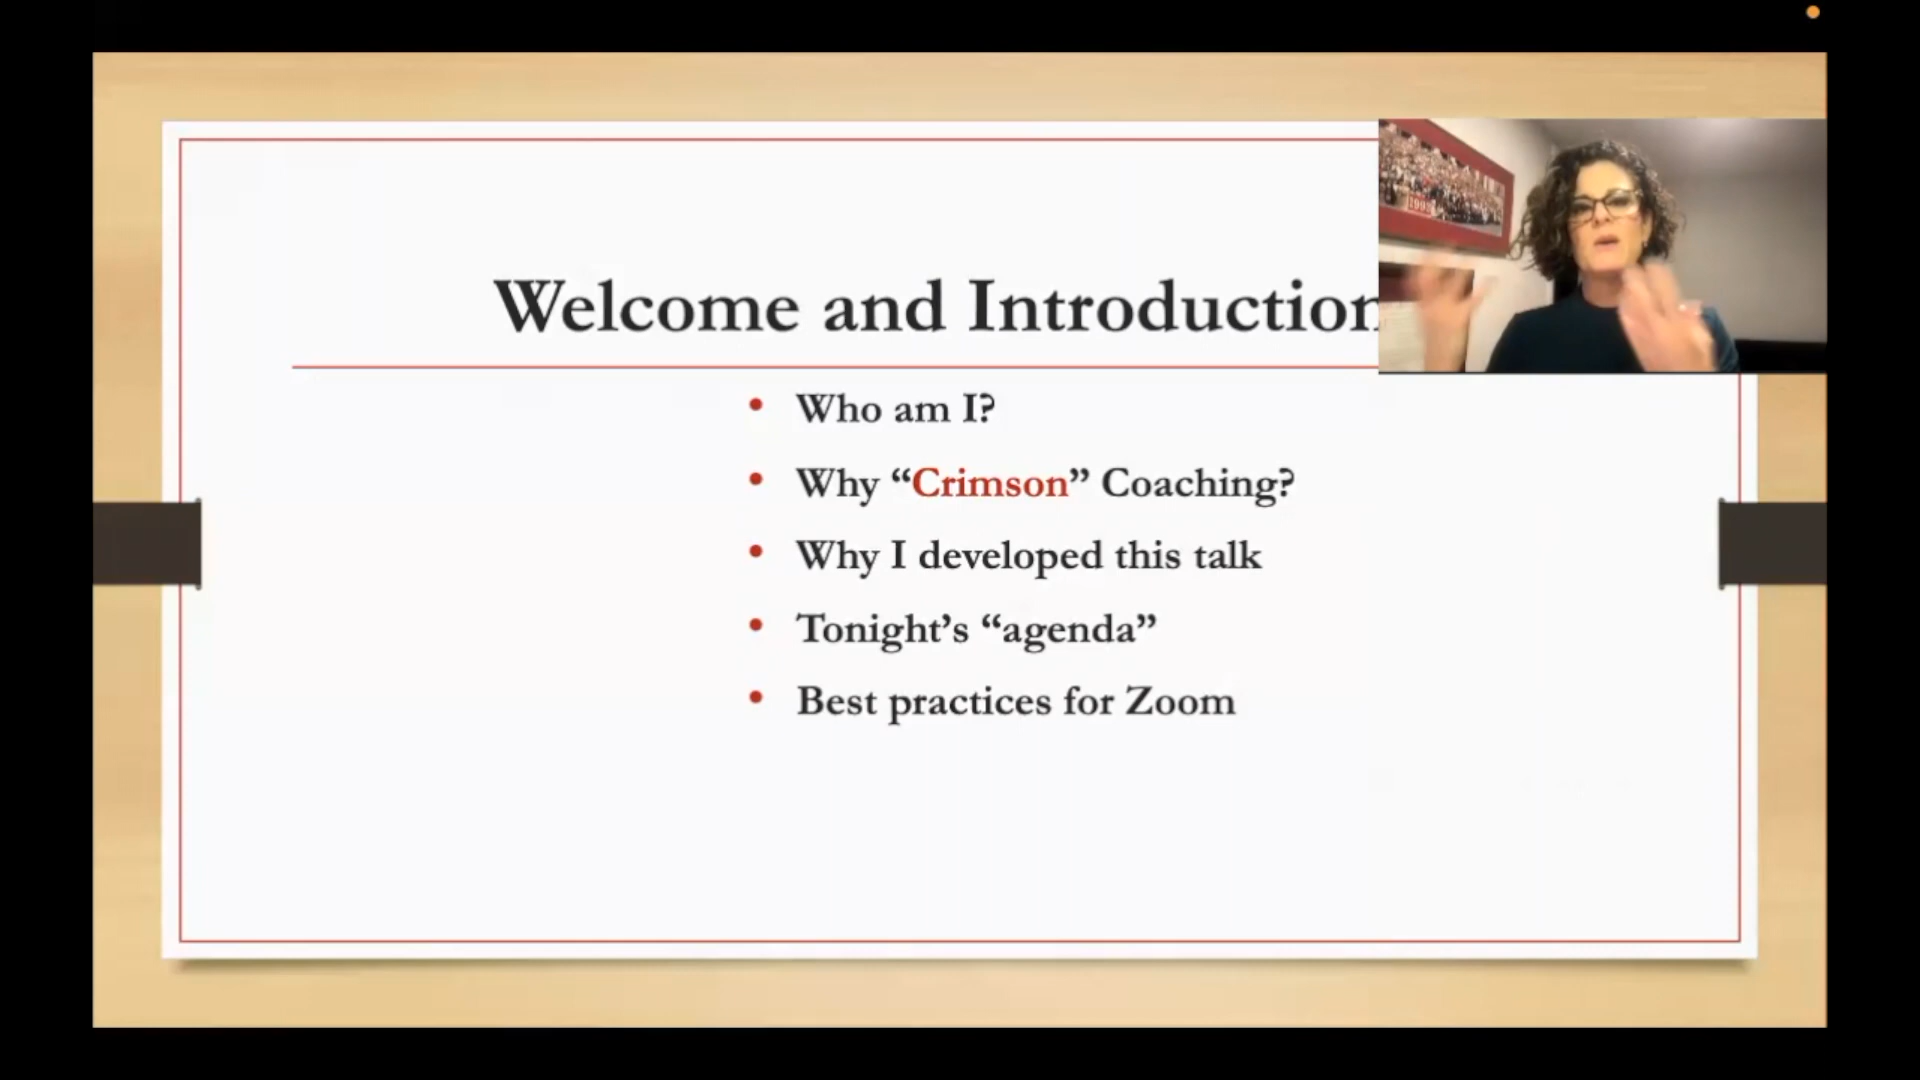 Welcome and Introduction
• Who am I?
• Why “Crimson” Coaching?
• Why I developed this talk
• Tonight’s “agenda”
• Best practices for Zoom